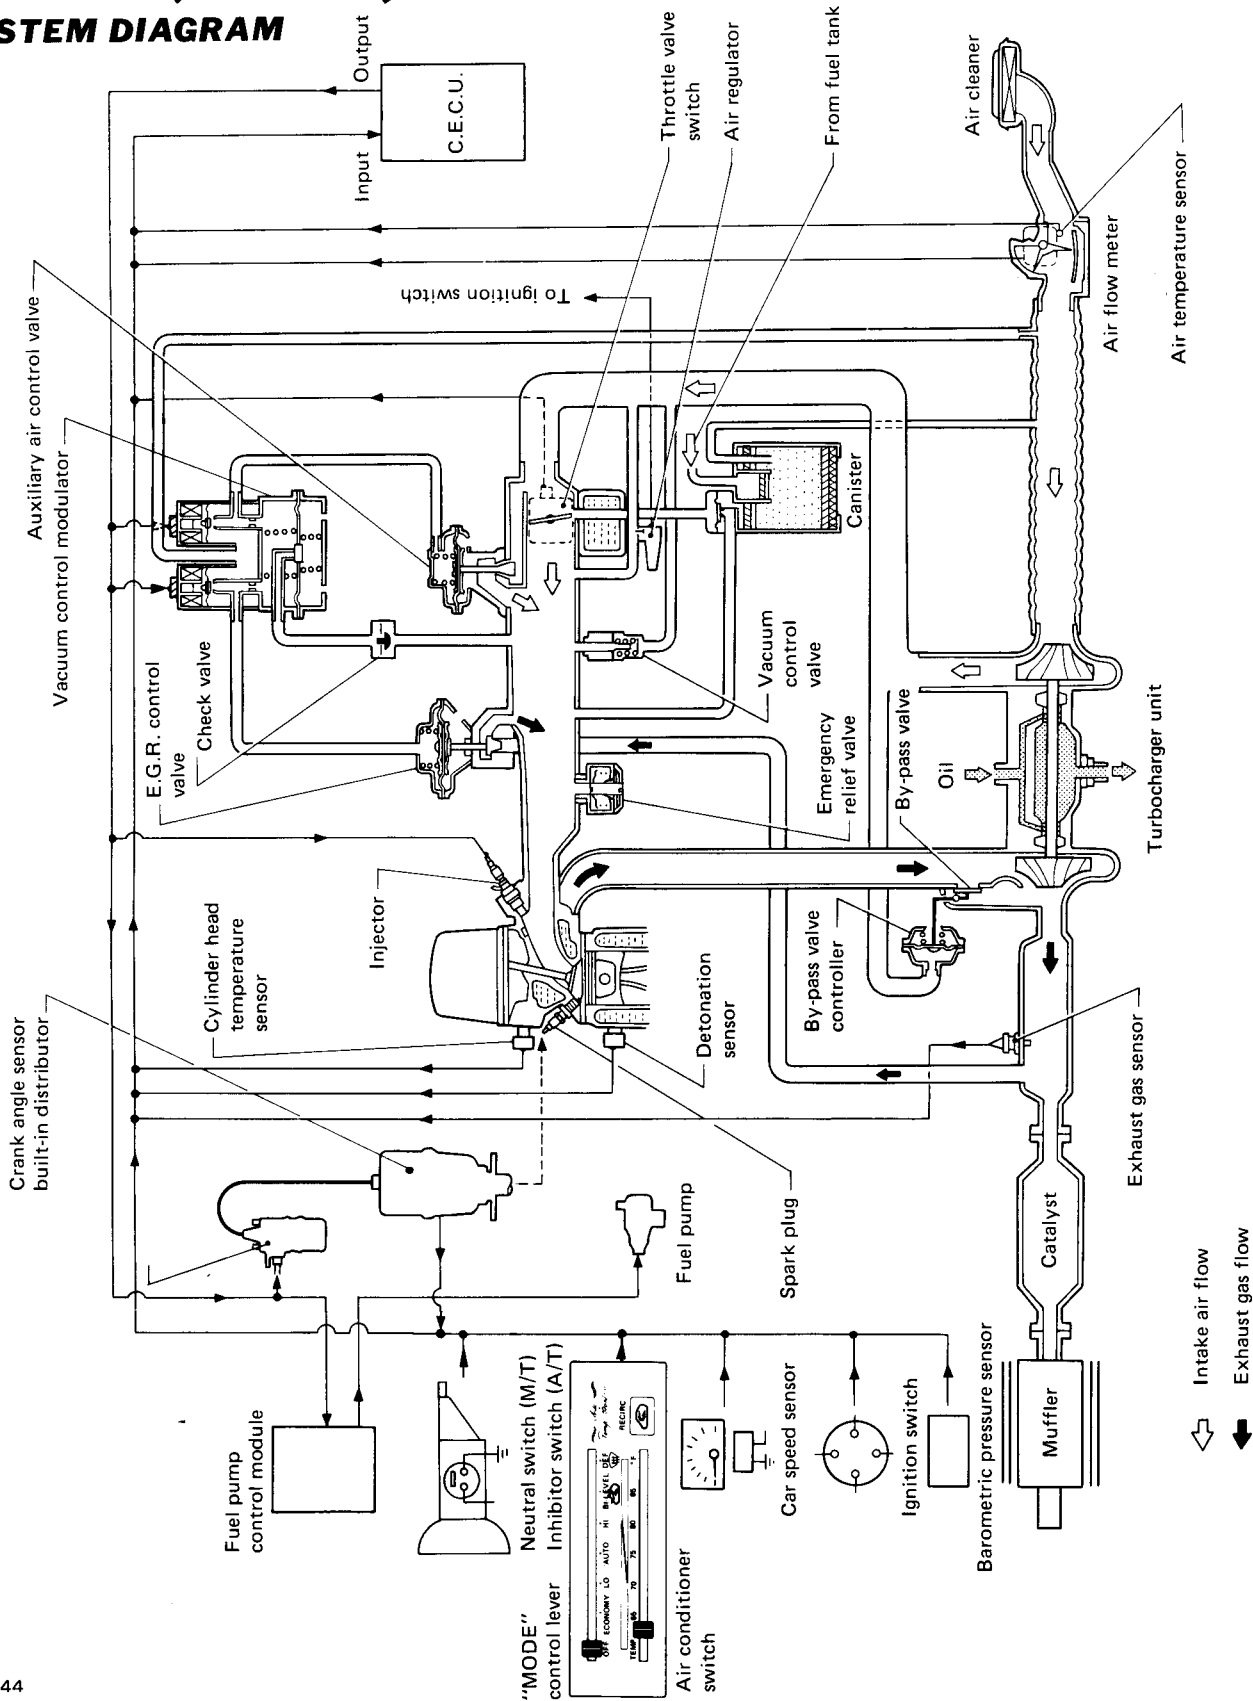 STEM DIAGRAM
Output
C.E.C.U.
Input
Throttle valve
switch
Air regulator
From fuel tank
Air cleaner
Air temperature sensor
Air flow meter
To ignition switch
Auxiliary air control valve
Vacuum control modulator
Canister
E.G.R. control
valve
Check valve
Vacuum
control
valve
Emergency
relief valve
By-pass valve
Oil
Turbocharger unit
Injector
Cylinder head
temperature
sensor
Crank angle sensor
built-in distributor
Detonation
sensor
By-pass valve
controller
Exhaust gas sensor
Spark plug
Fuel pump
Catalyst
Fuel pump
control module
Neutral switch (M/T)
Inhibitor switch (A/T)
"MODE"
control lever
OFF ECONOMY LO AUTO HI BI-LEVEL DEF
TEMP 65 70 75 80 85 °F
RECIRC
Air conditioner
switch
Car speed sensor
Ignition switch
Barometric pressure sensor
Muffler
Intake air flow
Exhaust gas flow
44